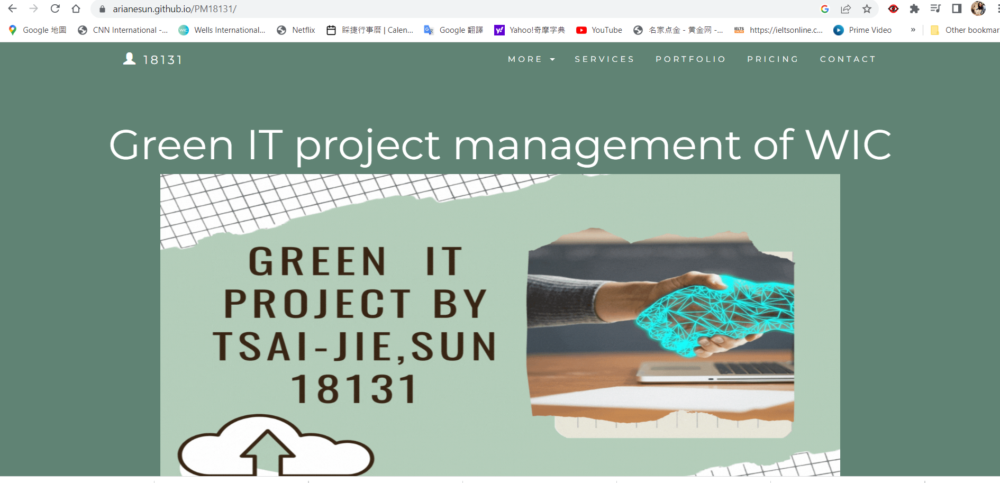 arianesun.github.io/PM18131/
Google 地圖 CNN International -... Wells International... Netflix 睬捷行事曆 | Calen... Google 翻譯 Yahoo!奇摩字典 YouTube 名家点金 - 黄金网 -... IELTS https://ieltsonline.c... Prime Video » Other bookmar
18131 MORE SERVICES PORTFOLIO PRICING CONTACT
Green IT project management of WIC
GREEN IT
PROJECT BY
TSAI-JIE,SUN
18131